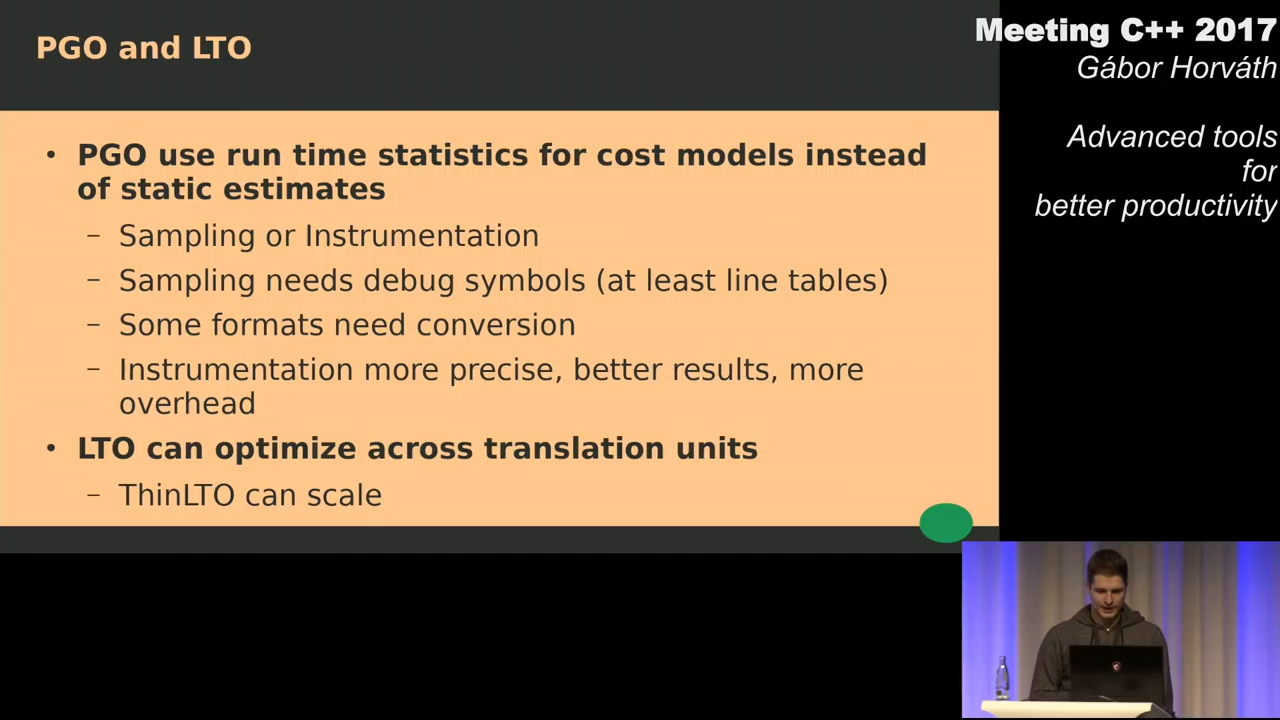 PGO and LTO
• PGO use run time statistics for cost models instead
of static estimates
– Sampling or Instrumentation
– Sampling needs debug symbols (at least line tables)
– Some formats need conversion
– Instrumentation more precise, better results, more
overhead
• LTO can optimize across translation units
– ThinLTO can scale
Meeting C++ 2017
Gábor Horváth
Advanced tools
for
better productivity